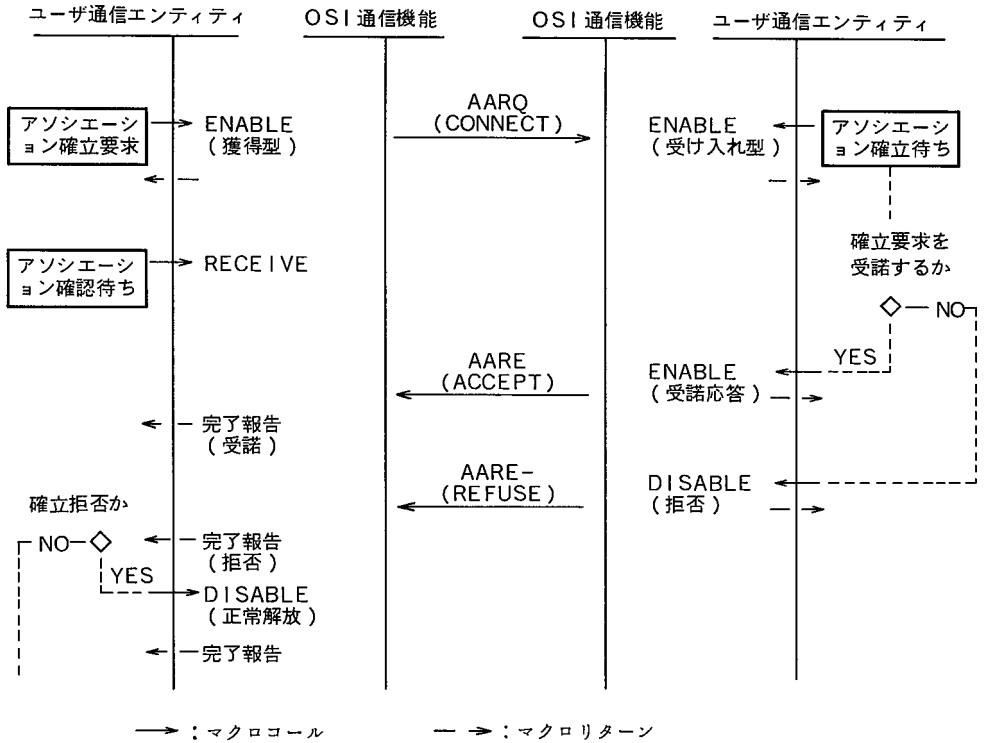 ユーザ通信エンティティ
OSI通信機能
OSI通信機能
ユーザ通信エンティティ
アソシエーシ
ョン確立要求
ENABLE
(獲得型)
AARQ
(CONNECT)
ENABLE
(受け入れ型)
アソシエーシ
ョン確立待ち
確立要求を
受諾するか
アソシエーシ
ョン確認待ち
RECEIVE
NO
YES
AARE
(ACCEPT)
ENABLE
(受諾応答)
完了報告
(受諾)
AARE-
(REFUSE)
DISABLE
(拒否)
確立拒否か
NO
完了報告
(拒否)
YES
DISABLE
(正常解放)
完了報告
:マクロコール
:マクロリターン